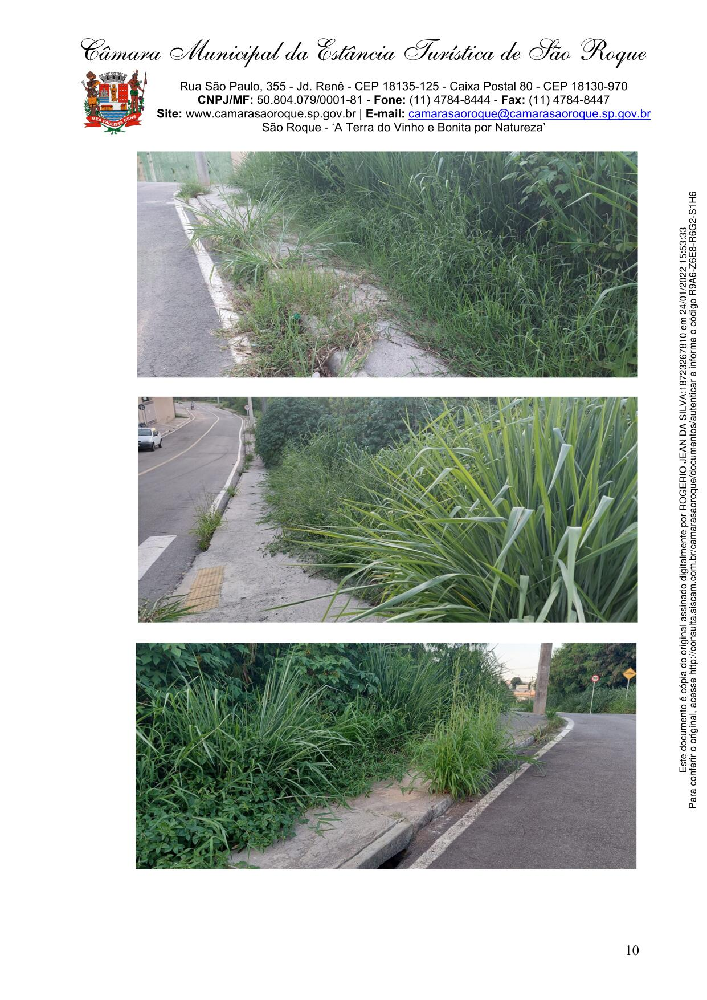 Câmara Municipal da Estância Turística de São Roque
Rua São Paulo, 355 - Jd. Renê - CEP 18135-125 - Caixa Postal 80 - CEP 18130-970
CNPJ/MF: 50.804.079/0001-81 - Fone: (11) 4784-8444 - Fax: (11) 4784-8447
Site: www.camarasaoroque.sp.gov.br | E-mail: camarasaoroque@camarasaoroque.sp.gov.br
São Roque - ‘A Terra do Vinho e Bonita por Natureza’
MEA PAULISTA GENS
Este documento é cópia do original assinado digitalmente por ROGERIO JEAN DA SILVA:18723267810 em 24/01/2022 15:53:33
Para conferir o original, acesse http://consulta.siscam.com.br/camarasaoroque/documentos/autenticar e informe o código R9A6-Z6E8-R6G2-S1H6
10